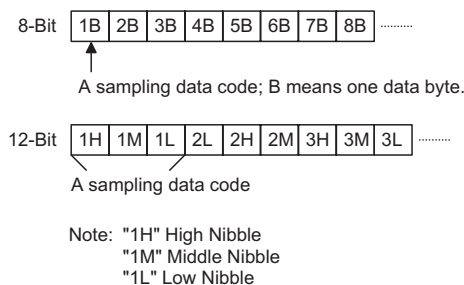 8-Bit 1B 2B 3B 4B 5B 6B 7B 8B ..........
A sampling data code; B means one data byte.
12-Bit 1H 1M 1L 2L 2H 2M 3H 3M 3L ..........
A sampling data code
Note: "1H" High Nibble
"1M" Middle Nibble
"1L" Low Nibble